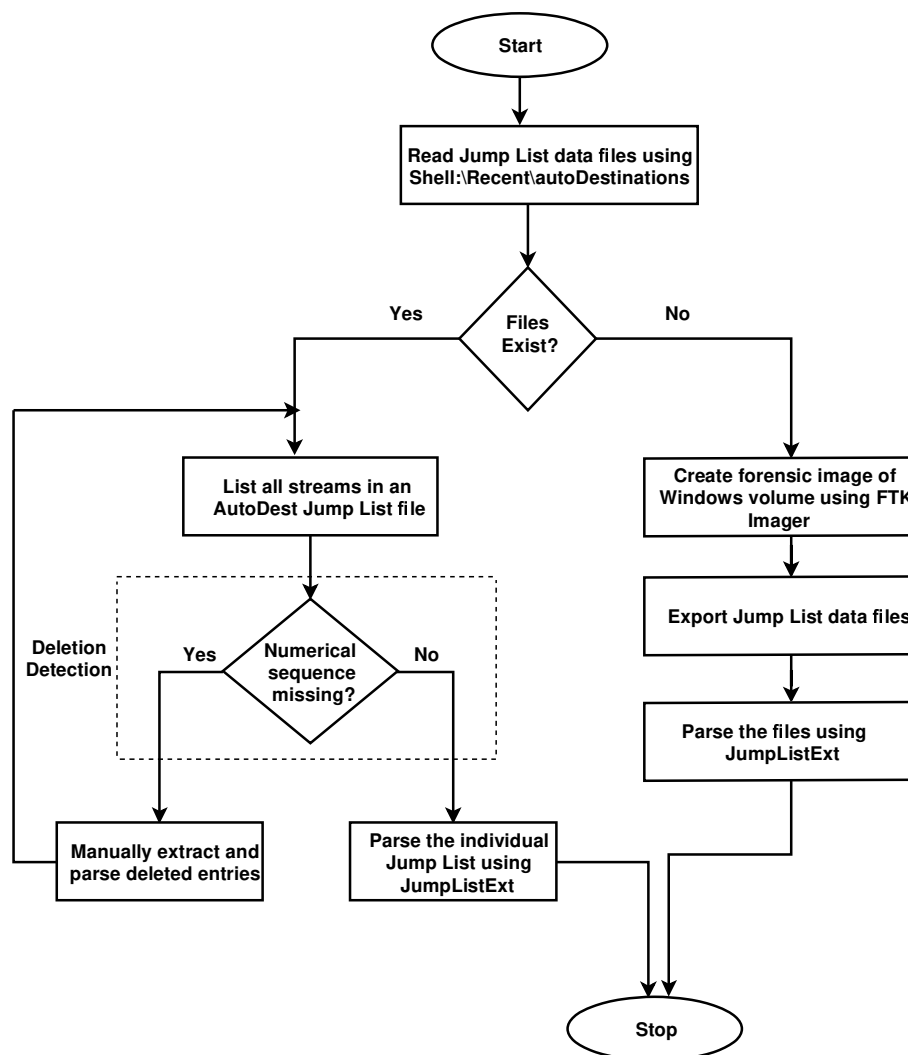 Start
Read Jump List data files using
Shell:\Recent\autoDestinations
Files
Exist?
Yes
No
List all streams in an
AutoDest Jump List file
Create forensic image of
Windows volume using FTK
Imager
Export Jump List data files
Deletion
Detection
Yes
Numerical
sequence
missing?
No
Parse the files using
JumpListExt
Manually extract and
parse deleted entries
Parse the individual
Jump List using
JumpListExt
Stop